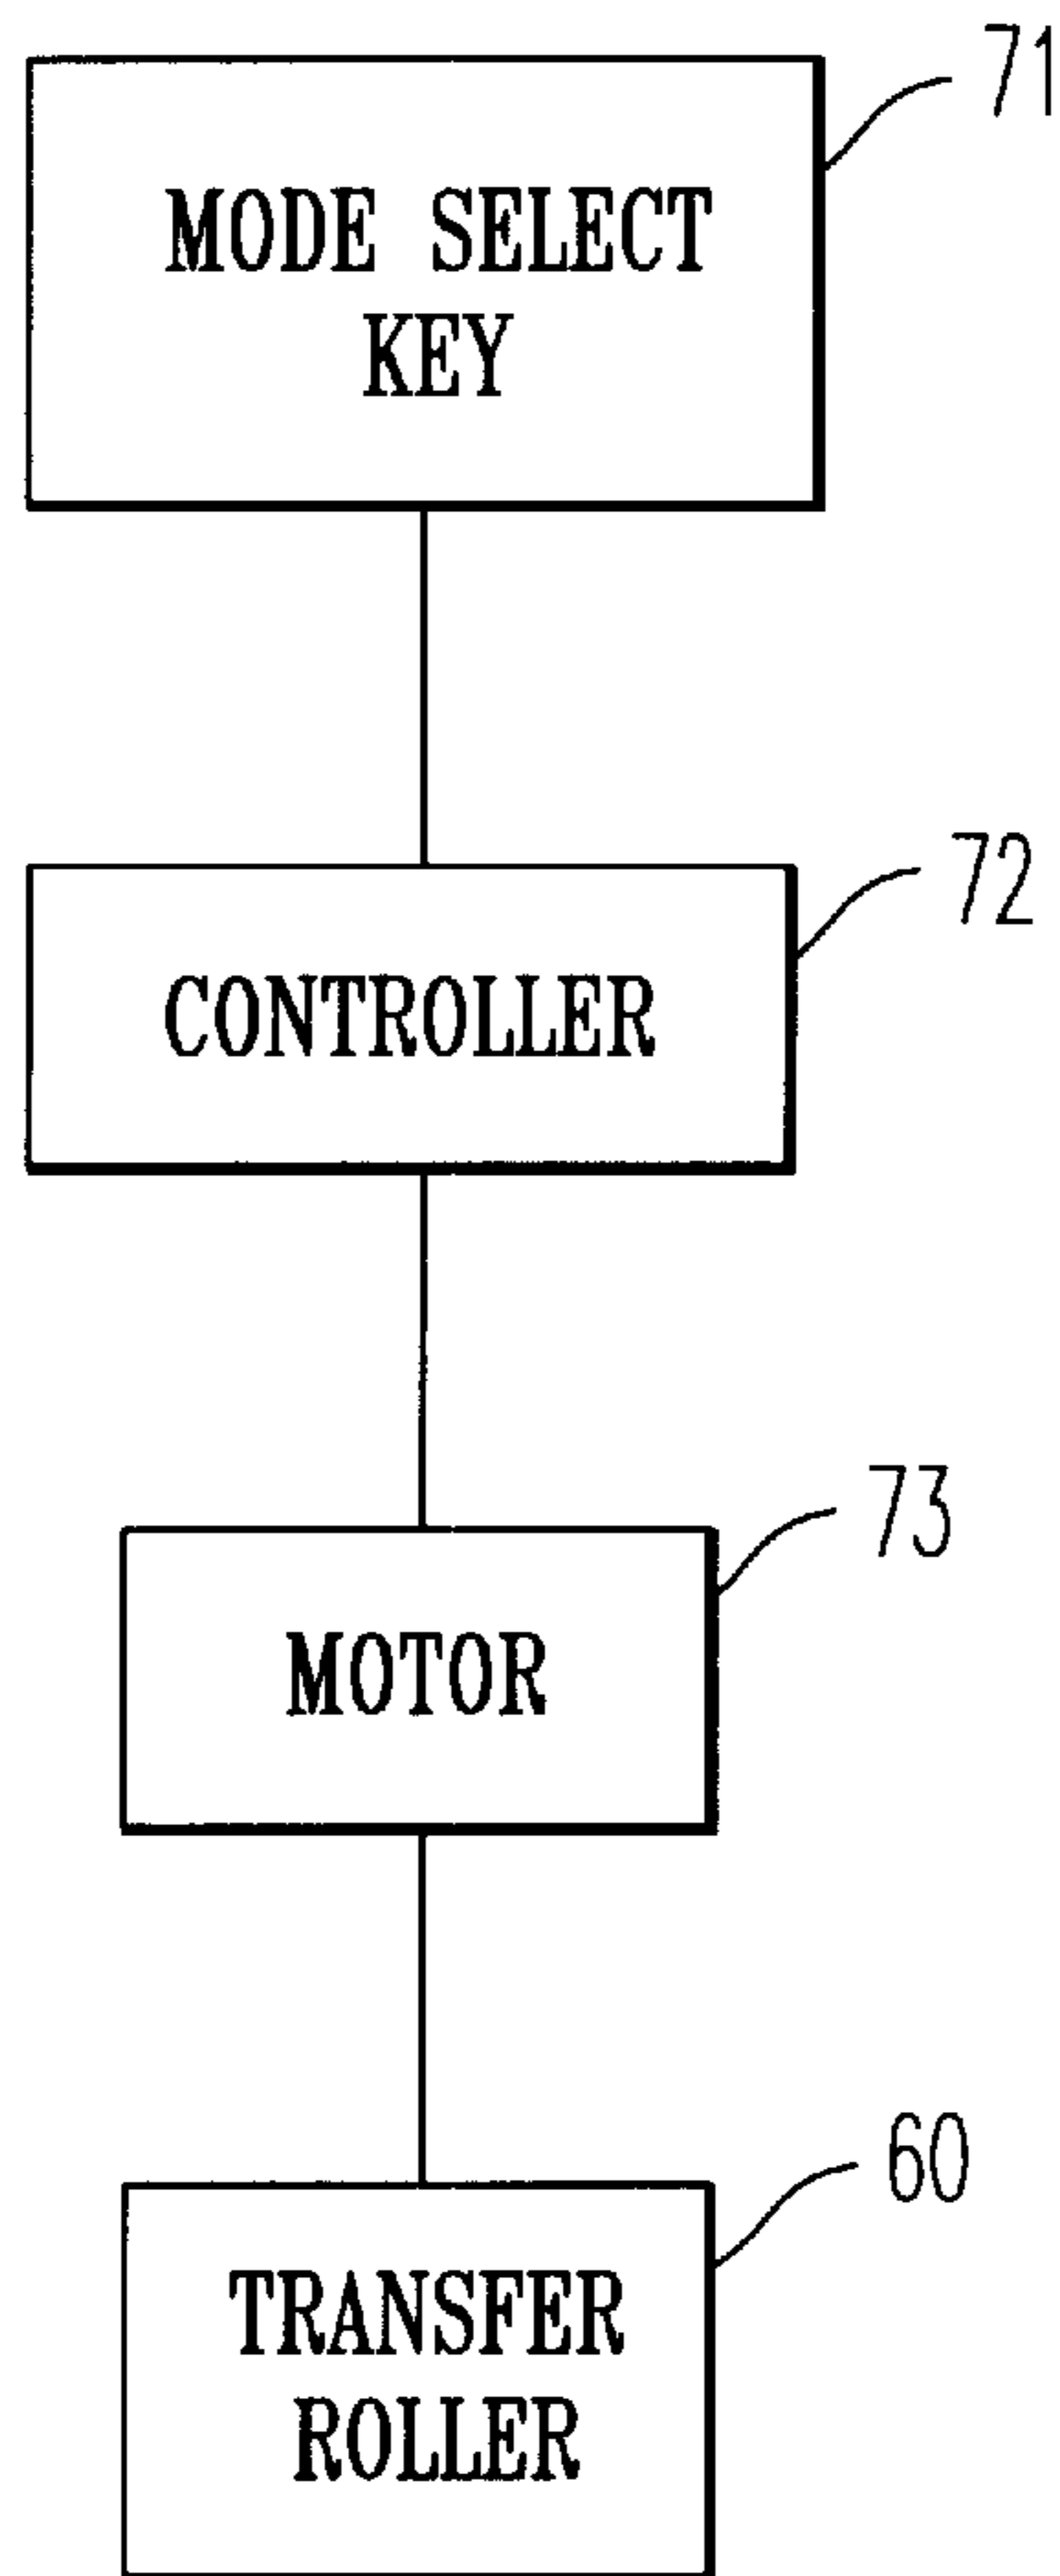 71
MODE SELECT
KEY
72
CONTROLLER
73
MOTOR
60
TRANSFER
ROLLER